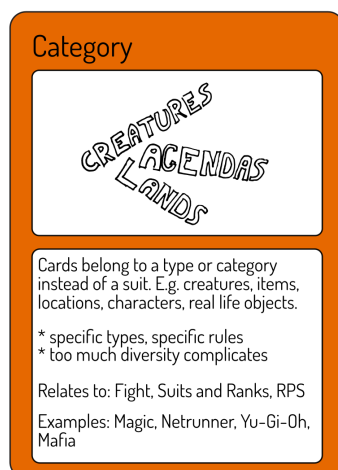 Category
CREATURES
AGENDAS
LANDS
Cards belong to a type or category
instead of a suit. E.g. creatures, items,
locations, characters, real life objects.
* specific types, specific rules
* too much diversity complicates
Relates to: Fight, Suits and Ranks, RPS
Examples: Magic, Netrunner, Yu-Gi-Oh,
Mafia